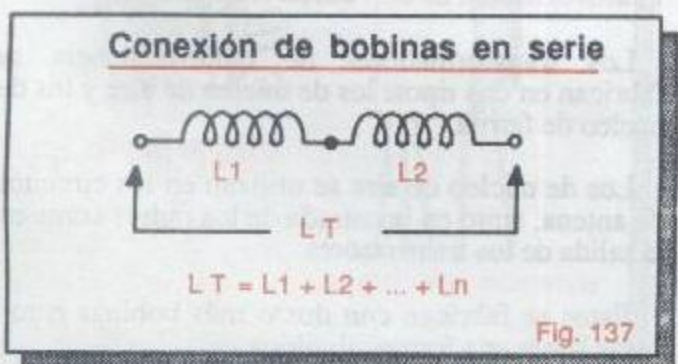 Conexión de bobinas en serie
L1 L2
L T
L T = L1 + L2 + ... + Ln
Fig. 137